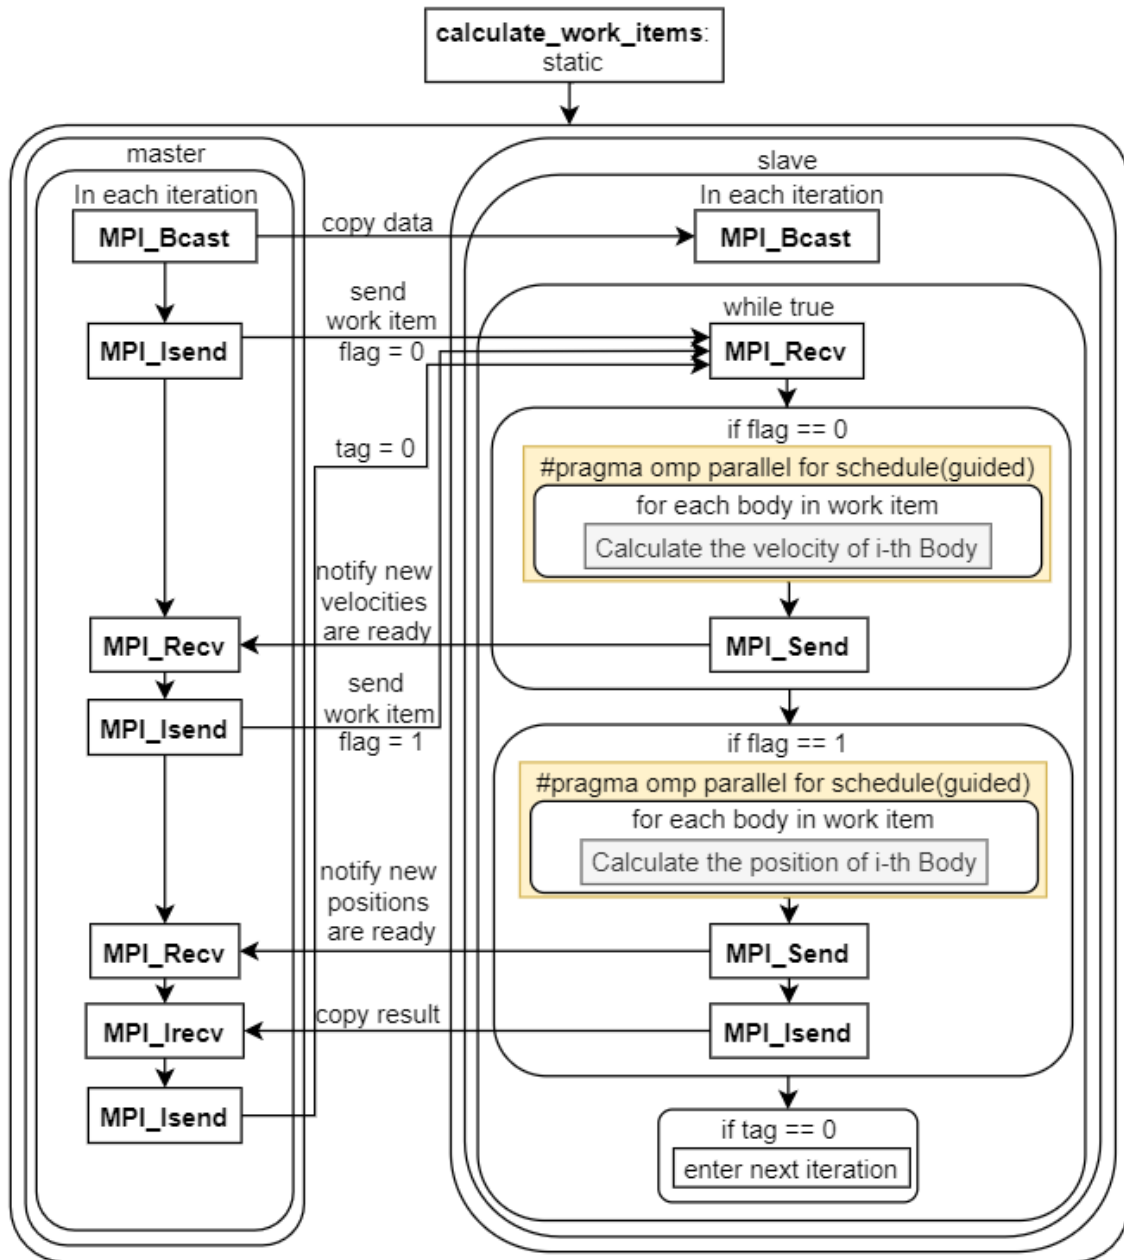 calculate_work_items:
static
master
In each iteration
MPI_Bcast
copy data
slave
In each iteration
MPI_Bcast
MPI_Isend
send
work item
flag = 0
while true
MPI_Recv
tag = 0
if flag == 0
#pragma omp parallel for schedule(guided)
for each body in work item
Calculate the velocity of i-th Body
notify new
velocities
are ready
MPI_Recv
MPI_Send
MPI_Isend
send
work item
flag = 1
if flag == 1
#pragma omp parallel for schedule(guided)
for each body in work item
Calculate the position of i-th Body
notify new
positions
are ready
MPI_Recv
MPI_Send
MPI_Irecv
copy result
MPI_Isend
MPI_Isend
if tag == 0
enter next iteration